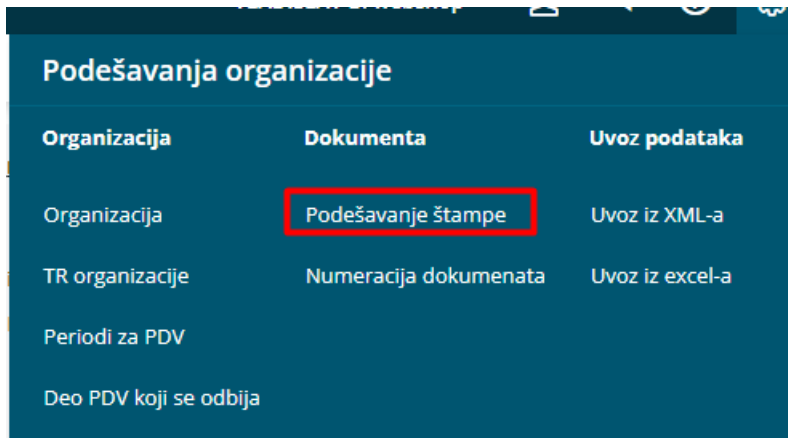 Podešavanja organizacije
Organizacija
Dokumenta
Uvoz podataka
Organizacija
Podešavanje štampe
Uvoz iz XML-a
TR organizacije
Numeracija dokumenata
Uvoz iz excel-a
Periodi za PDV
Deo PDV koji se odbija